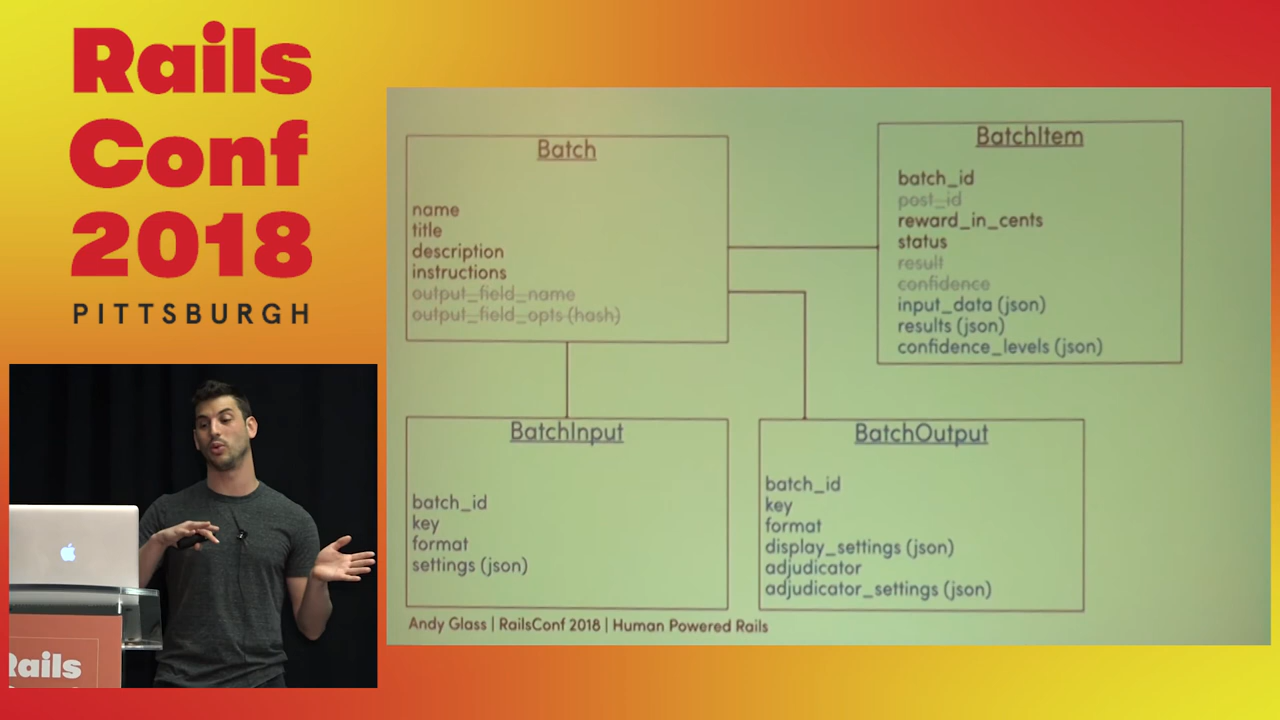 Rails
Conf
2018
PITTSBURGH
Batch
name
title
description
instructions
output_field_name
output_field_opts (hash)
BatchItem
batch_id
post_id
reward_in_cents
status
result
confidence
input_data (json)
results (json)
confidence_levels (json)
BatchInput
batch_id
key
format
settings (json)
BatchOutput
batch_id
key
format
display_settings (json)
adjudicator
adjudicator_settings (json)
Andy Glass | RailsConf 2018 | Human Powered Rails
Rails